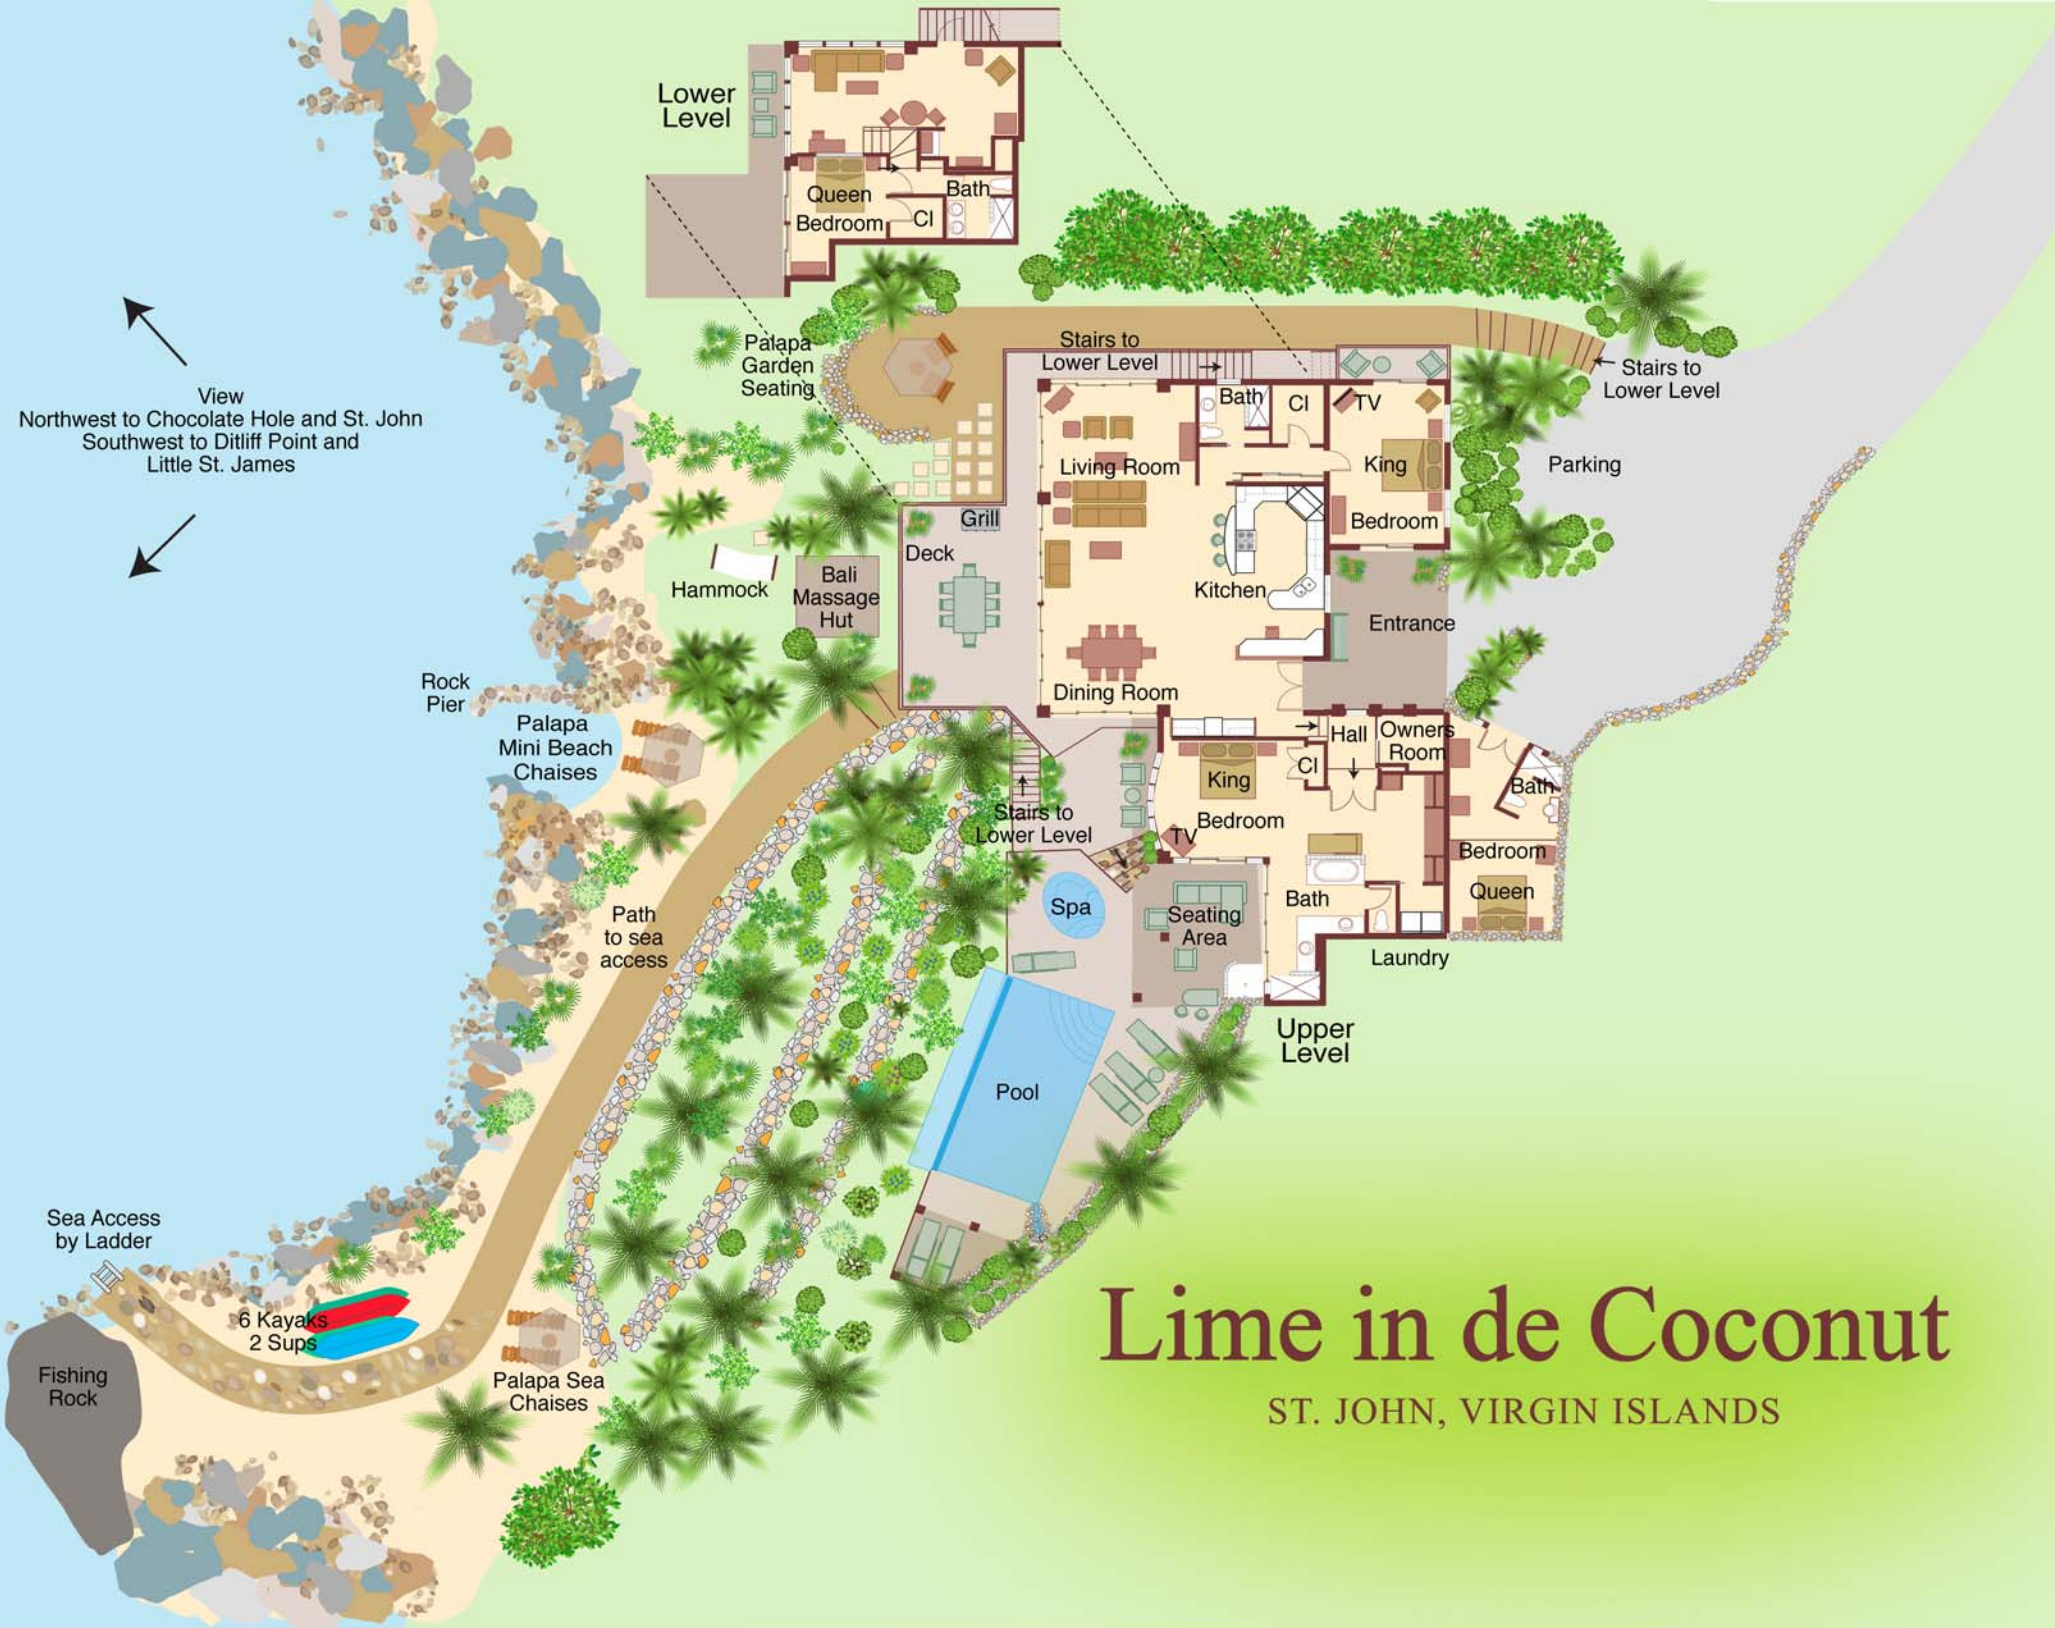 Lower
Level
Queen
Bedroom
Bath
Cl
View
Northwest to Chocolate Hole and St. John
Southwest to Ditliff Point and
Little St. James
Palapa
Garden
Seating
Stairs to
Lower Level
Stairs to
Lower Level
Bath
Cl
TV
King
Bedroom
Parking
Living Room
Grill
Deck
Hammock
Bali
Massage
Hut
Kitchen
Entrance
Dining Room
Rock
Pier
Palapa
Mini Beach
Chaises
Hall
Owners
Room
King
Cl
Bedroom
TV
Bath
Bedroom
Queen
Stairs to
Lower Level
Spa
Seating
Area
Bath
Laundry
Path
to sea
access
Upper
Level
Pool
Sea Access
by Ladder
6 Kayaks
2 Sups
Fishing
Rock
Palapa Sea
Chaises
Lime in de Coconut
ST. JOHN, VIRGIN ISLANDS